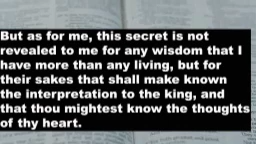 But as for me, this secret is not
revealed to me for any wisdom that I
have more than any living, but for
their sakes that shall make known
the interpretation to the king, and
that thou mightest know the thoughts
of thy heart.